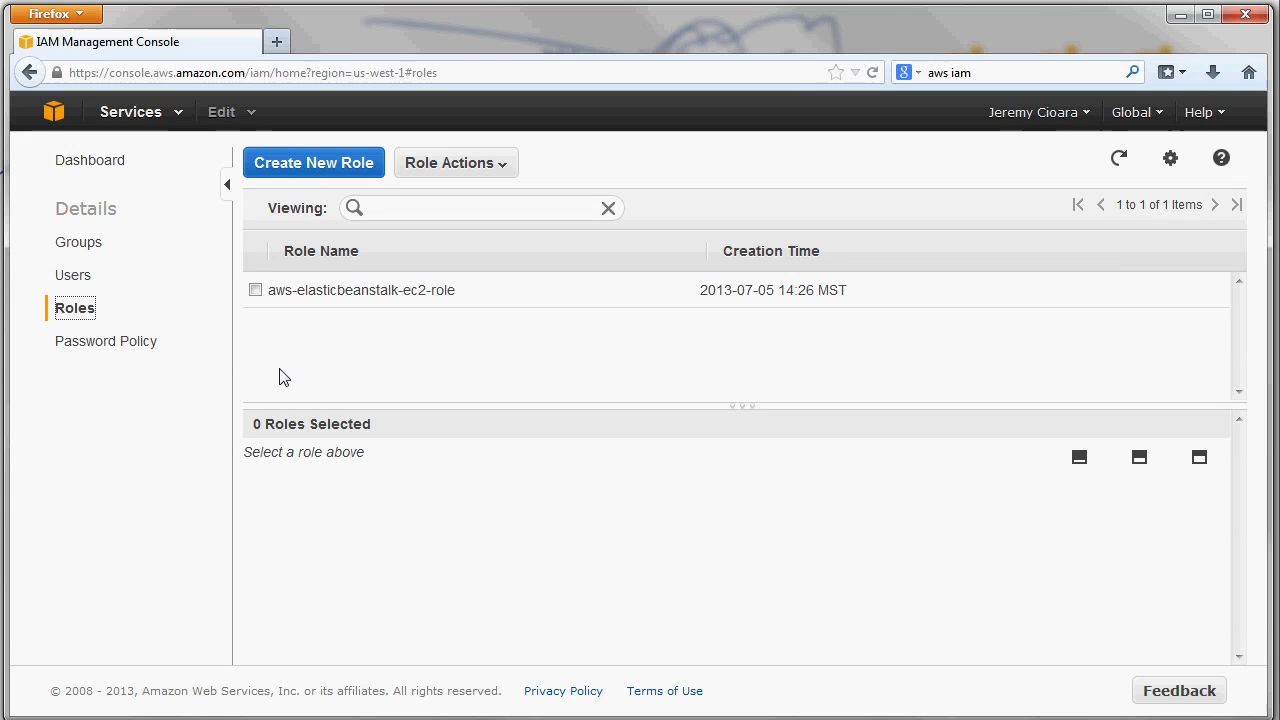 Firefox
IAM Management Console
https://console.aws.amazon.com/iam/home?region=us-west-1#roles
8
aws iam
Services
Edit
Jeremy Cioara
Global
Help
Dashboard
Details
Groups
Users
Roles
Password Policy
Create New Role
Role Actions
Viewing:
1 to 1 of 1 Items
Role Name
Creation Time
aws-elasticbeanstalk-ec2-role
2013-07-05 14:26 MST
0 Roles Selected
Select a role above
© 2008 - 2013, Amazon Web Services, Inc. or its affiliates. All rights reserved.
Privacy Policy
Terms of Use
Feedback